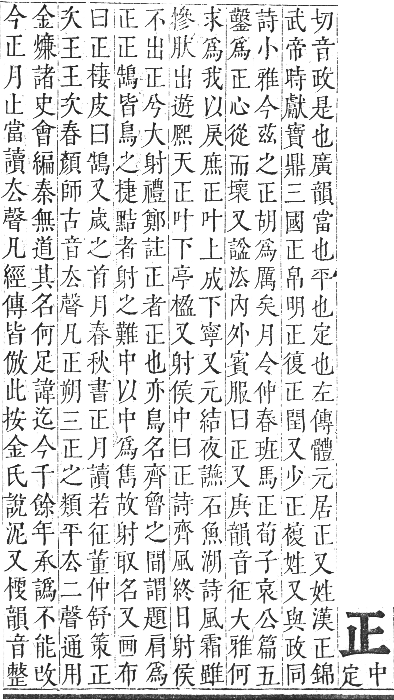 正 中定
切音政是也廣韻當也平也定也左傳體元居正又姓漢正錦
武帝時獻寶鼎三國正帛明正復正閏又少正複姓又與政同
詩小雅今茲之正胡爲厲矣月令仲春班馬正荀子哀公篇五
鑿爲正心從而壞又諡法內外賓服曰正又庚韻音征大雅何
求爲我以戾庶正叶上成下寧又元結夜讌石魚湖詩風霜雖
慘肰出遊熈天正叶下亭楹又射侯中曰正詩齊風終日射侯
不出正兮大射禮鄭註正者正也亦鳥名齊魯之間謂題肩爲
正正鵠皆鳥之捷點者射之難中以中爲雋故射取名又画布
曰正棲皮曰鵠又歲之首月春秋書正月讀若征董仲舒策正
次王王次春顏師古音厺聲凡正朔三正之類平厺二聲通用
金燫諸史會編秦無道其名何足諱迄今千餘年承譌不能改
今正月止當讀厺聲凡經傳皆倣此按金氏說泥又梗韻音整